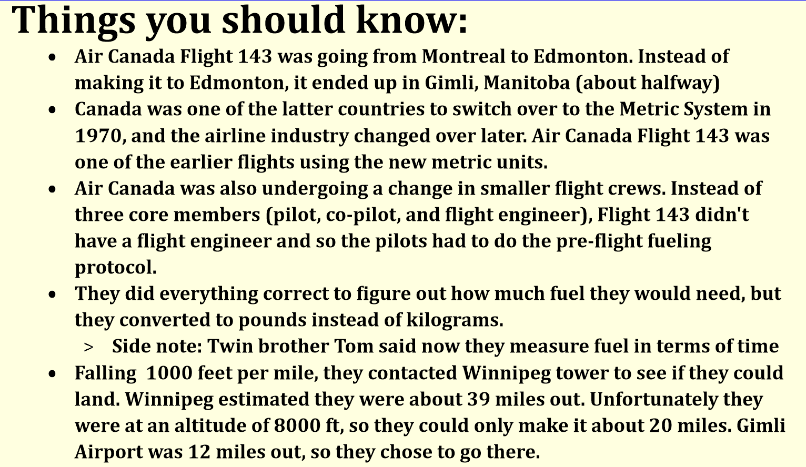 Things you should know:
• Air Canada Flight 143 was going from Montreal to Edmonton. Instead of
making it to Edmonton, it ended up in Gimli, Manitoba (about halfway)
• Canada was one of the latter countries to switch over to the Metric System in
1970, and the airline industry changed over later. Air Canada Flight 143 was
one of the earlier flights using the new metric units.
• Air Canada was also undergoing a change in smaller flight crews. Instead of
three core members (pilot, co-pilot, and flight engineer), Flight 143 didn't
have a flight engineer and so the pilots had to do the pre-flight fueling
protocol.
• They did everything correct to figure out how much fuel they would need, but
they converted to pounds instead of kilograms.
> Side note: Twin brother Tom said now they measure fuel in terms of time
• Falling 1000 feet per mile, they contacted Winnipeg tower to see if they could
land. Winnipeg estimated they were about 39 miles out. Unfortunately they
were at an altitude of 8000 ft, so they could only make it about 20 miles. Gimli
Airport was 12 miles out, so they chose to go there.